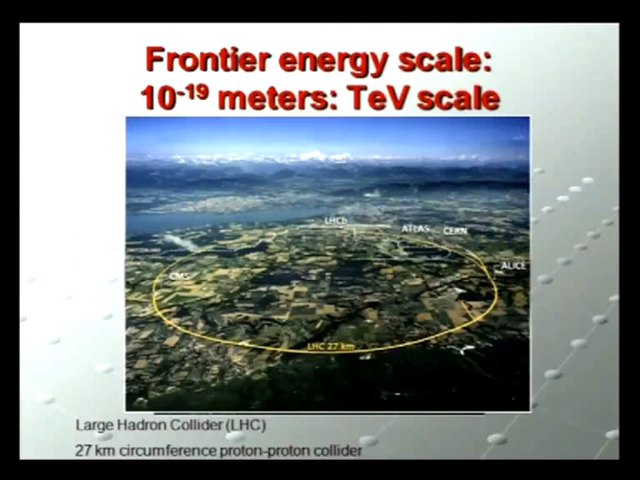 Frontier energy scale:
10⁻¹⁹ meters: TeV scale
LHCb
ATLAS CERN
ALICE
CMS
LHC 27 km
Large Hadron Collider (LHC)
27 km circumference proton-proton collider